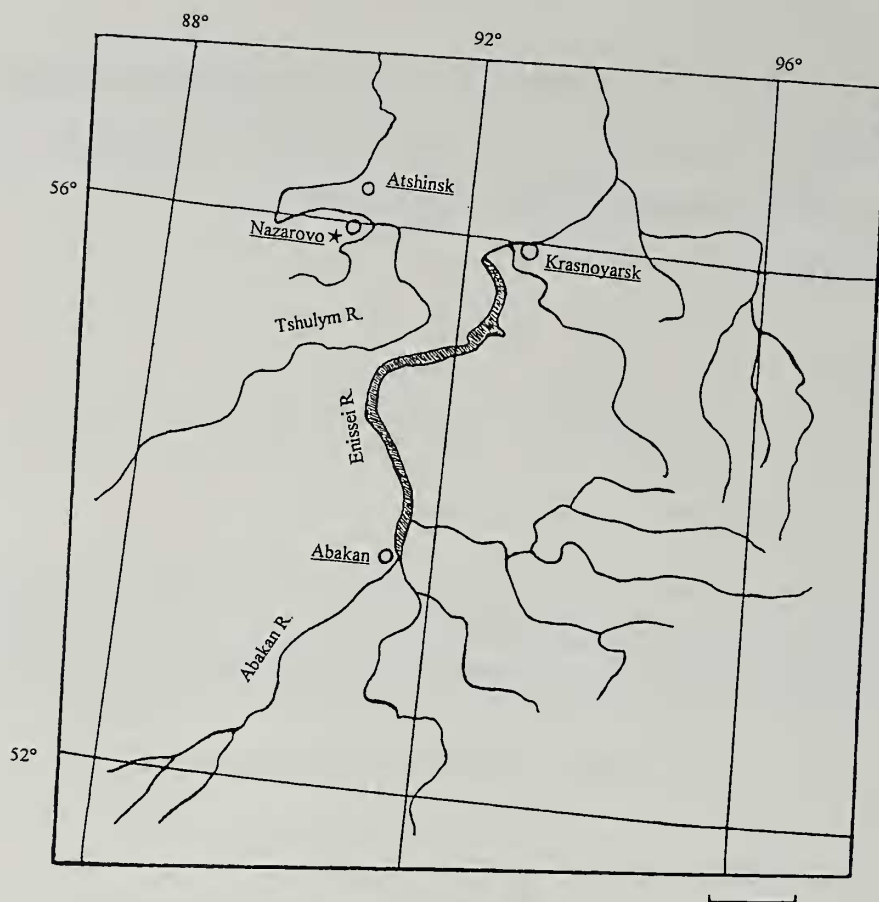 88°
92°
96°
56°
Atshinsk
Nazarovo
Krasnoyarsk
Tshulym R.
Enissei R.
Abakan
Abakan R.
52°